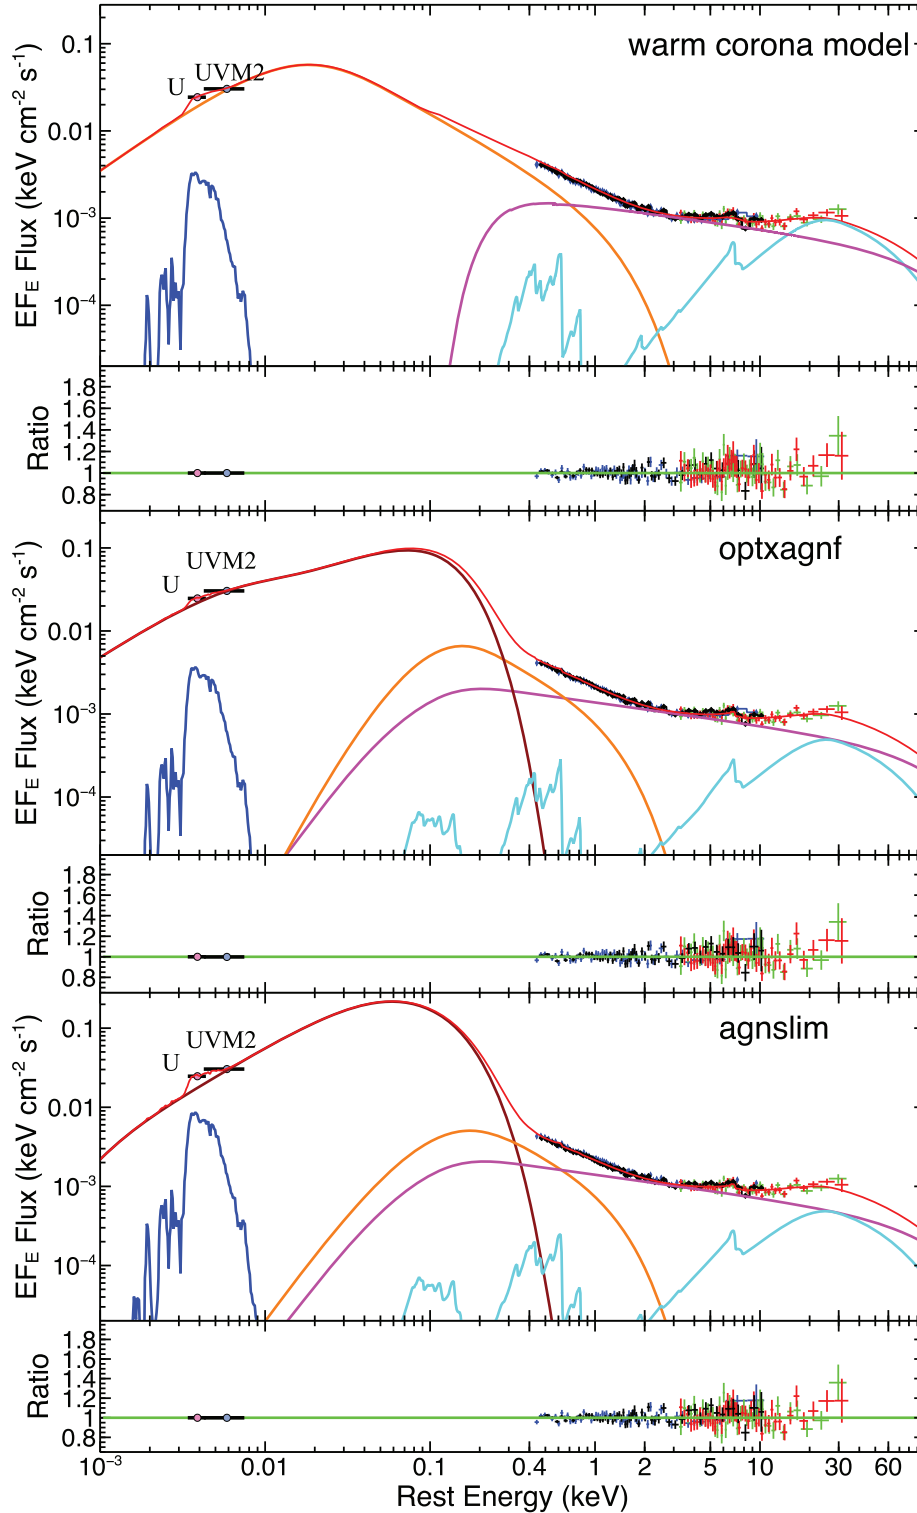 warm corona model
0.1
UVM2
U
0.01
10⁻³
10⁻⁴
EFE Flux (keV cm⁻² s⁻¹)
1.8
1.6
1.4
1.2
1
0.8
Ratio
optxagnf
0.1
UVM2
U
0.01
10⁻³
10⁻⁴
EFE Flux (keV cm⁻² s⁻¹)
1.8
1.6
1.4
1.2
1
0.8
Ratio
agnslim
0.1
UVM2
U
0.01
10⁻³
10⁻⁴
EFE Flux (keV cm⁻² s⁻¹)
1.8
1.6
1.4
1.2
1
0.8
Ratio
10⁻³ 0.01 0.1 0.4 1 2 5 10 30 60
Rest Energy (keV)